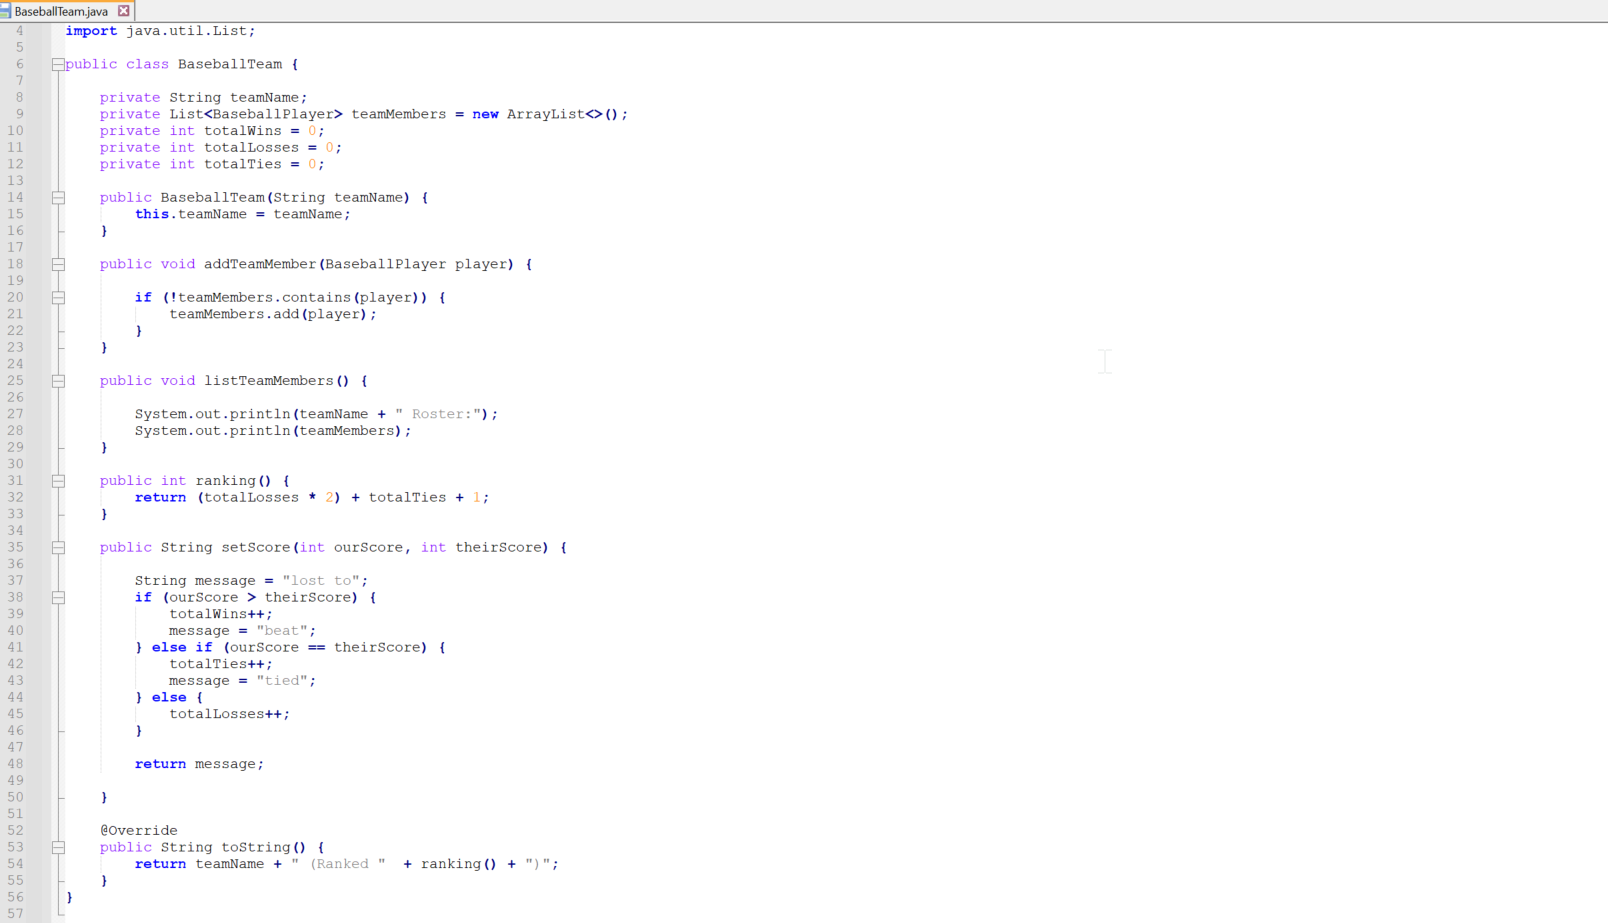 BaseballTeam.java
4 import java.util.List;
5
6 public class BaseballTeam {
7
8 private String teamName;
9 private List<BaseballPlayer> teamMembers = new ArrayList<>();
10 private int totalWins = 0;
11 private int totalLosses = 0;
12 private int totalTies = 0;
13
14 public BaseballTeam(String teamName) {
15 this.teamName = teamName;
16 }
17
18 public void addTeamMember(BaseballPlayer player) {
19
20 if (!teamMembers.contains(player)) {
21 teamMembers.add(player);
22 }
23 }
24
25 public void listTeamMembers() {
26
27 System.out.println(teamName + " Roster:");
28 System.out.println(teamMembers);
29 }
30
31 public int ranking() {
32 return (totalLosses * 2) + totalTies + 1;
33 }
34
35 public String setScore(int ourScore, int theirScore) {
36
37 String message = "lost to";
38 if (ourScore > theirScore) {
39 totalWins++;
40 message = "beat";
41 } else if (ourScore == theirScore) {
42 totalTies++;
43 message = "tied";
44 } else {
45 totalLosses++;
46 }
47
48 return message;
49
50 }
51
52 @Override
53 public String toString() {
54 return teamName + " (Ranked "  + ranking() + ")";
55 }
56 }
57